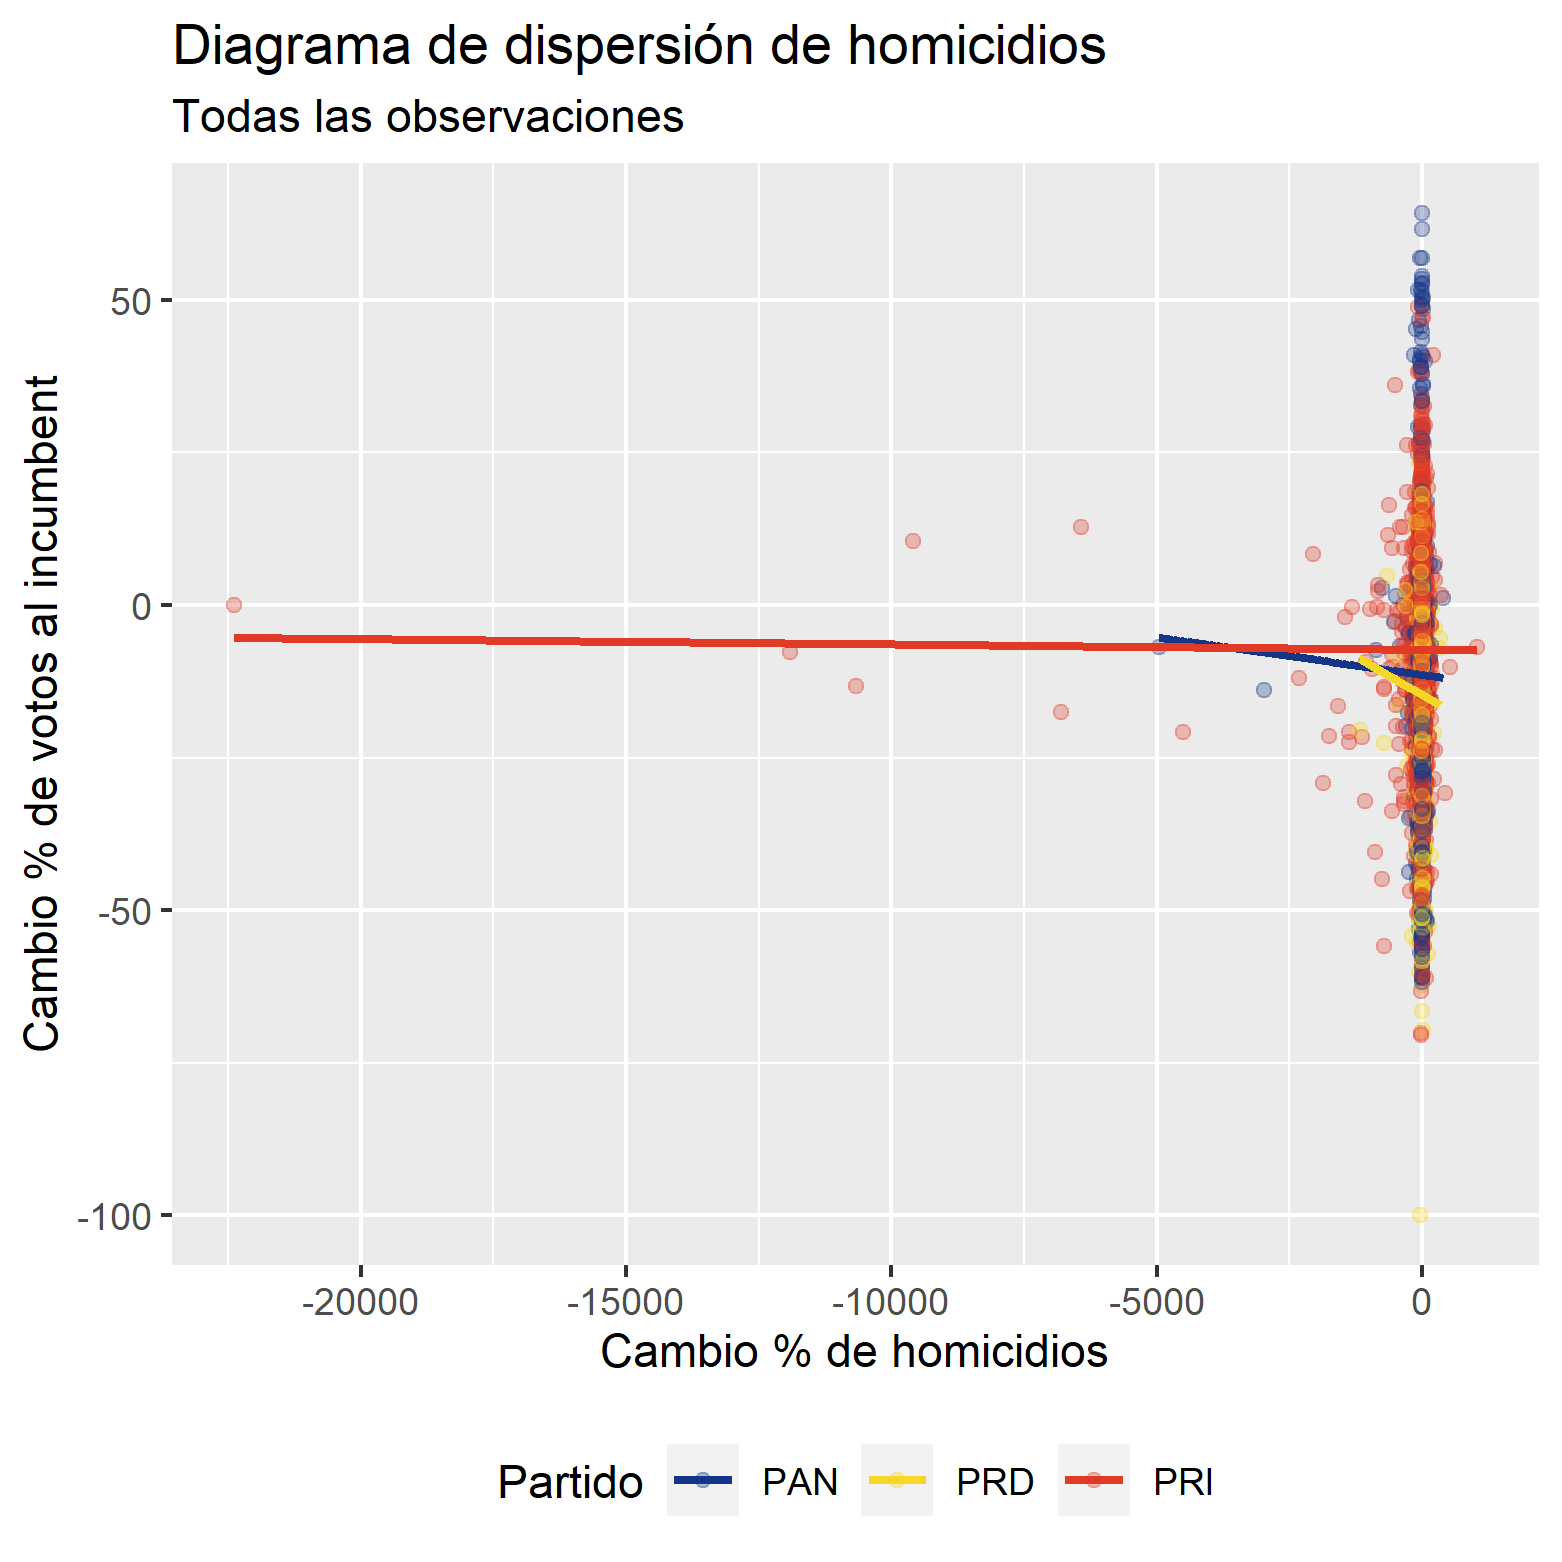 Diagrama de dispersión de homicidios
Todas las observaciones
Cambio % de votos al incumbent
50
0
-50
-100
-20000 -15000 -10000 -5000 0
Cambio % de homicidios
Partido PAN PRD PRI